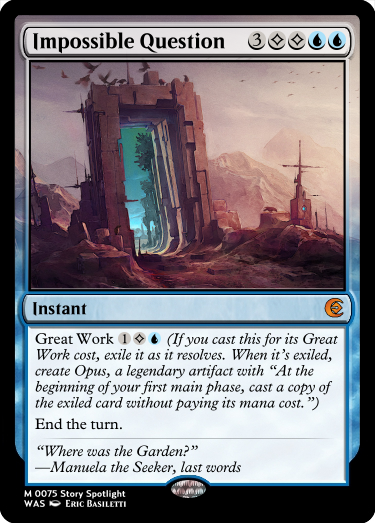 Impossible Question 3
Instant
Great Work 1 (If you cast this for its Great
Work cost, exile it as it resolves. When it's exiled,
create Opus, a legendary artifact with “At the
beginning of your first main phase, cast a copy of
the exiled card without paying its mana cost.”)
End the turn.
“Where was the Garden?”
—Manuela the Seeker, last words
M 0075 Story Spotlight
WAS Eric Basiletti